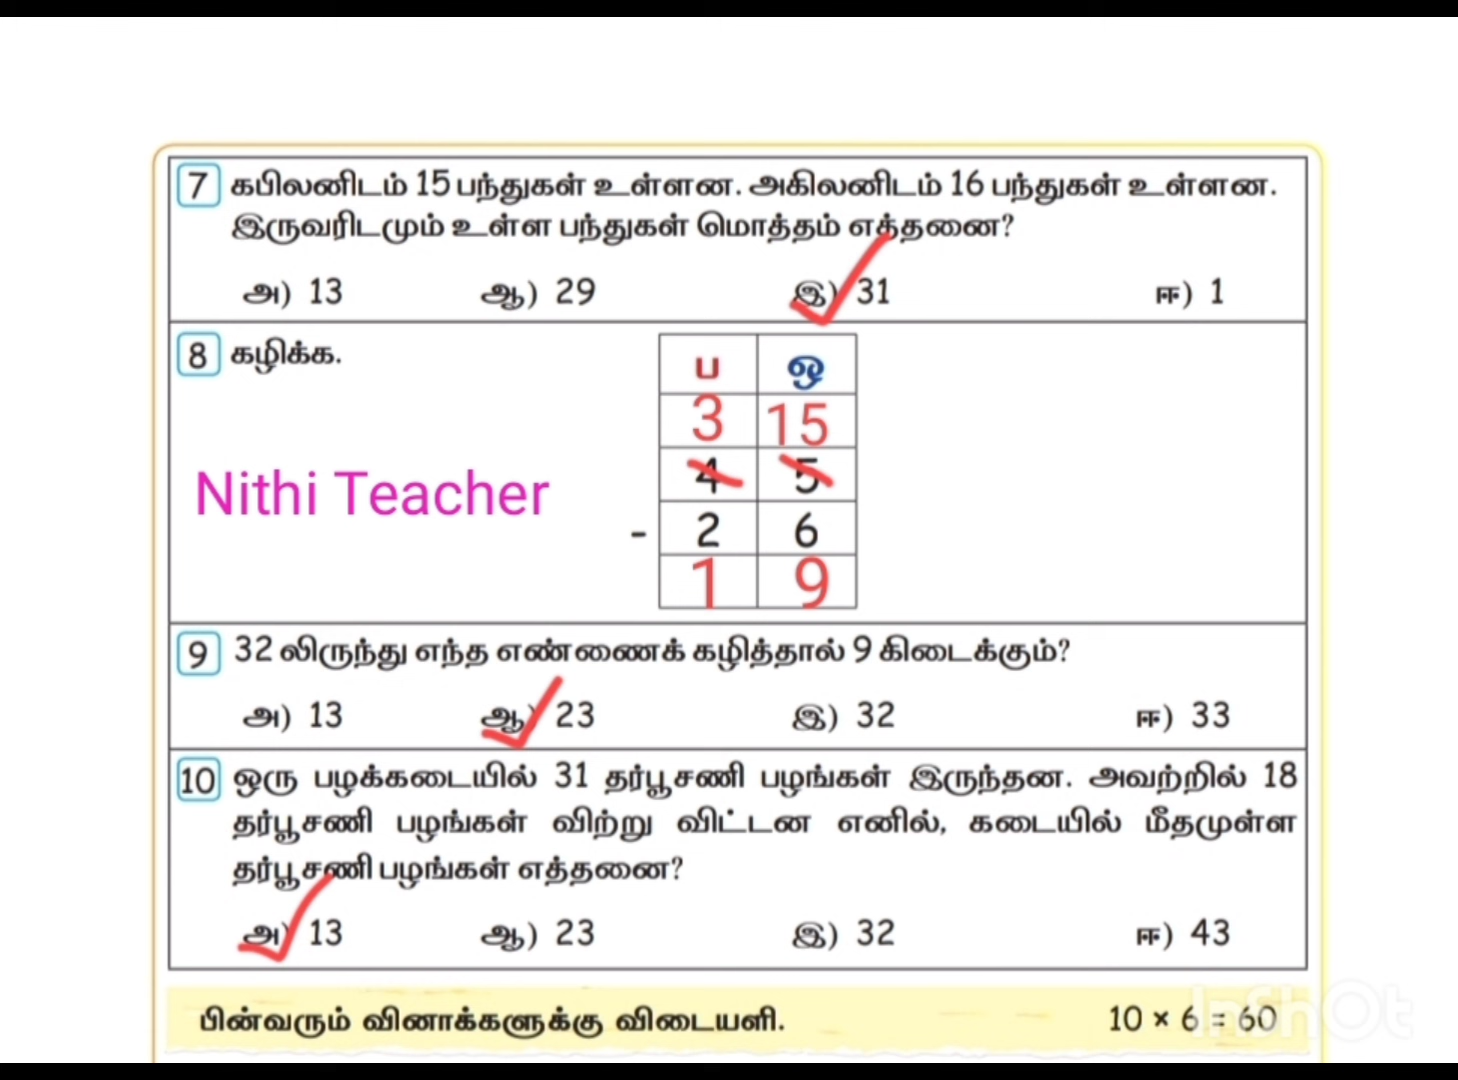 7 கபிலனிடம் 15 பந்துகள் உள்ளன. அகிலனிடம் 16 பந்துகள் உள்ளன.
இருவரிடமும் உள்ள பந்துகள் மொத்தம் எத்தனை?
அ) 13 ஆ) 29 இ) 31 ஈ) 1
8 கழிக்க.
ப ஒ
3 15
4 5
Nithi Teacher
- 2 6
1 9
9 32 லிருந்து எந்த எண்ணைக் கழித்தால் 9 கிடைக்கும்?
அ) 13 ஆ) 23 இ) 32 ஈ) 33
10 ஒரு பழக்கடையில் 31 தர்பூசணி பழங்கள் இருந்தன. அவற்றில் 18
தர்பூசணி பழங்கள் விற்று விட்டன எனில், கடையில் மீதமுள்ள
தர்பூசணி பழங்கள் எத்தனை?
அ) 13 ஆ) 23 இ) 32 ஈ) 43
பின்வரும் வினாக்களுக்கு விடையளி. 10 × 6 = 60
InShOt